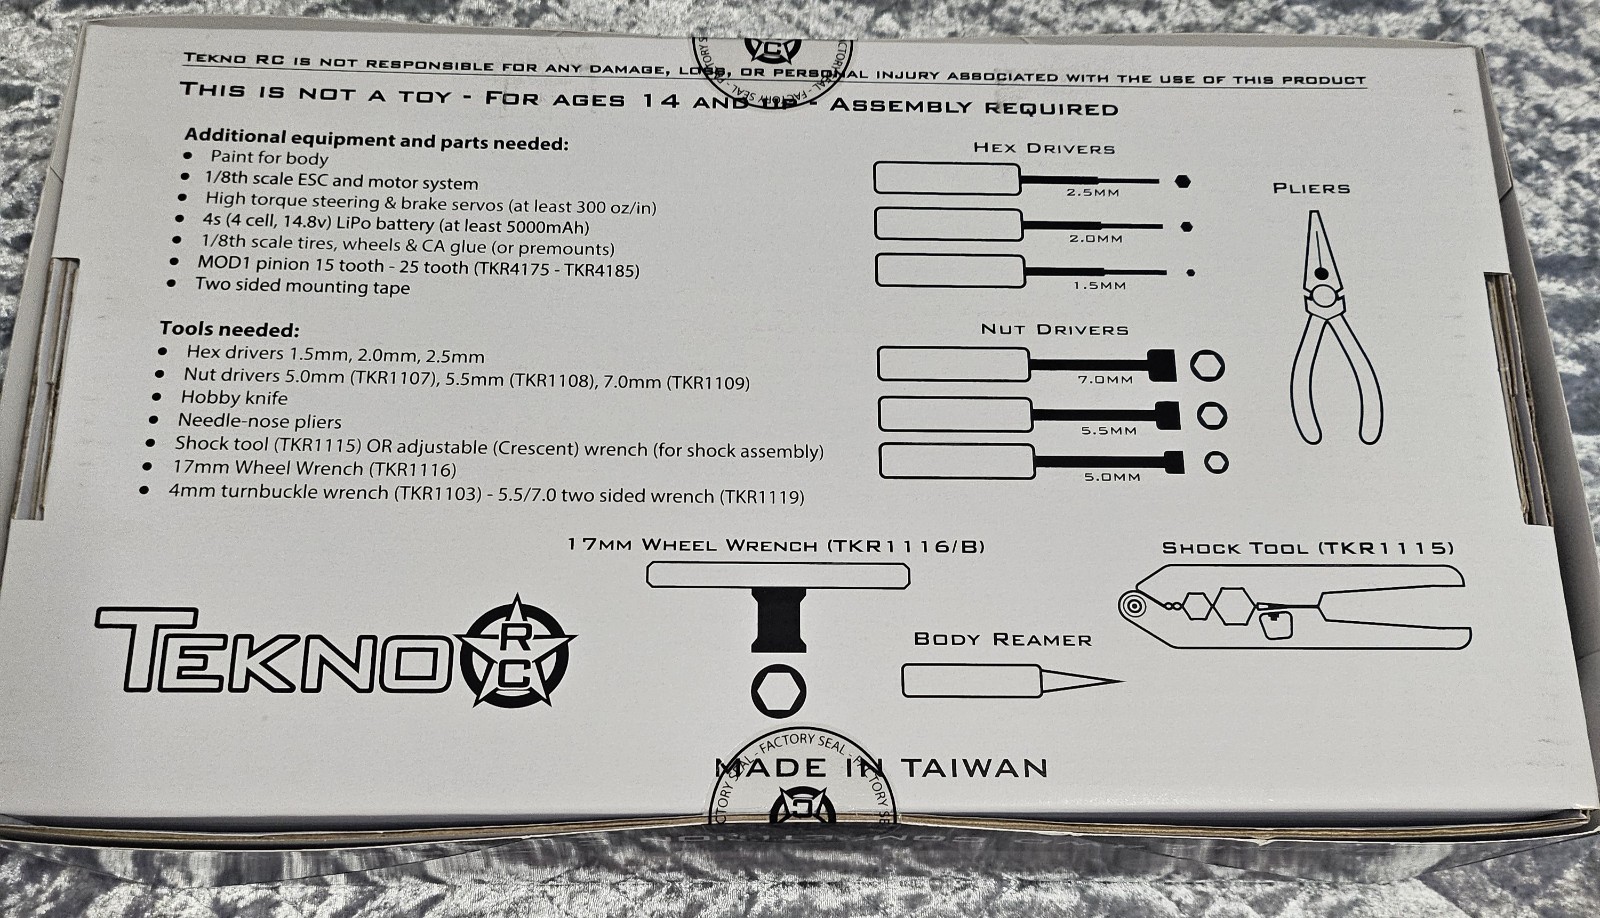 TEKNO RC IS NOT RESPONSIBLE FOR ANY DAMAGE, LOSS, OR PERSONAL INJURY ASSOCIATED WITH THE USE OF THIS PRODUCT
THIS IS NOT A TOY - FOR AGES 14 AND UP - ASSEMBLY REQUIRED
Additional equipment and parts needed:
• Paint for body
• 1/8th scale ESC and motor system
• High torque steering & brake servos (at least 300 oz/in)
• 4s (4 cell, 14.8v) LiPo battery (at least 5000mAh)
• 1/8th scale tires, wheels & CA glue (or premounts)
• MOD1 pinion 15 tooth - 25 tooth (TKR4175 - TKR4185)
• Two sided mounting tape
Tools needed:
• Hex drivers 1.5mm, 2.0mm, 2.5mm
• Nut drivers 5.0mm (TKR1107), 5.5mm (TKR1108), 7.0mm (TKR1109)
• Hobby knife
• Needle-nose pliers
• Shock tool (TKR1115) OR adjustable (Crescent) wrench (for shock assembly)
• 17mm Wheel Wrench (TKR1116)
• 4mm turnbuckle wrench (TKR1103) - 5.5/7.0 two sided wrench (TKR1119)
HEX DRIVERS
2.5MM
2.0MM
1.5MM
NUT DRIVERS
7.0MM
5.5MM
5.0MM
PLIERS
17MM WHEEL WRENCH (TKR1116/B)
SHOCK TOOL (TKR1115)
BODY REAMER
TEKNO RC
MADE IN TAIWAN
FACTORY SEAL - FACTORY SEAL - FACTORY
C
FACTORY SEAL
C